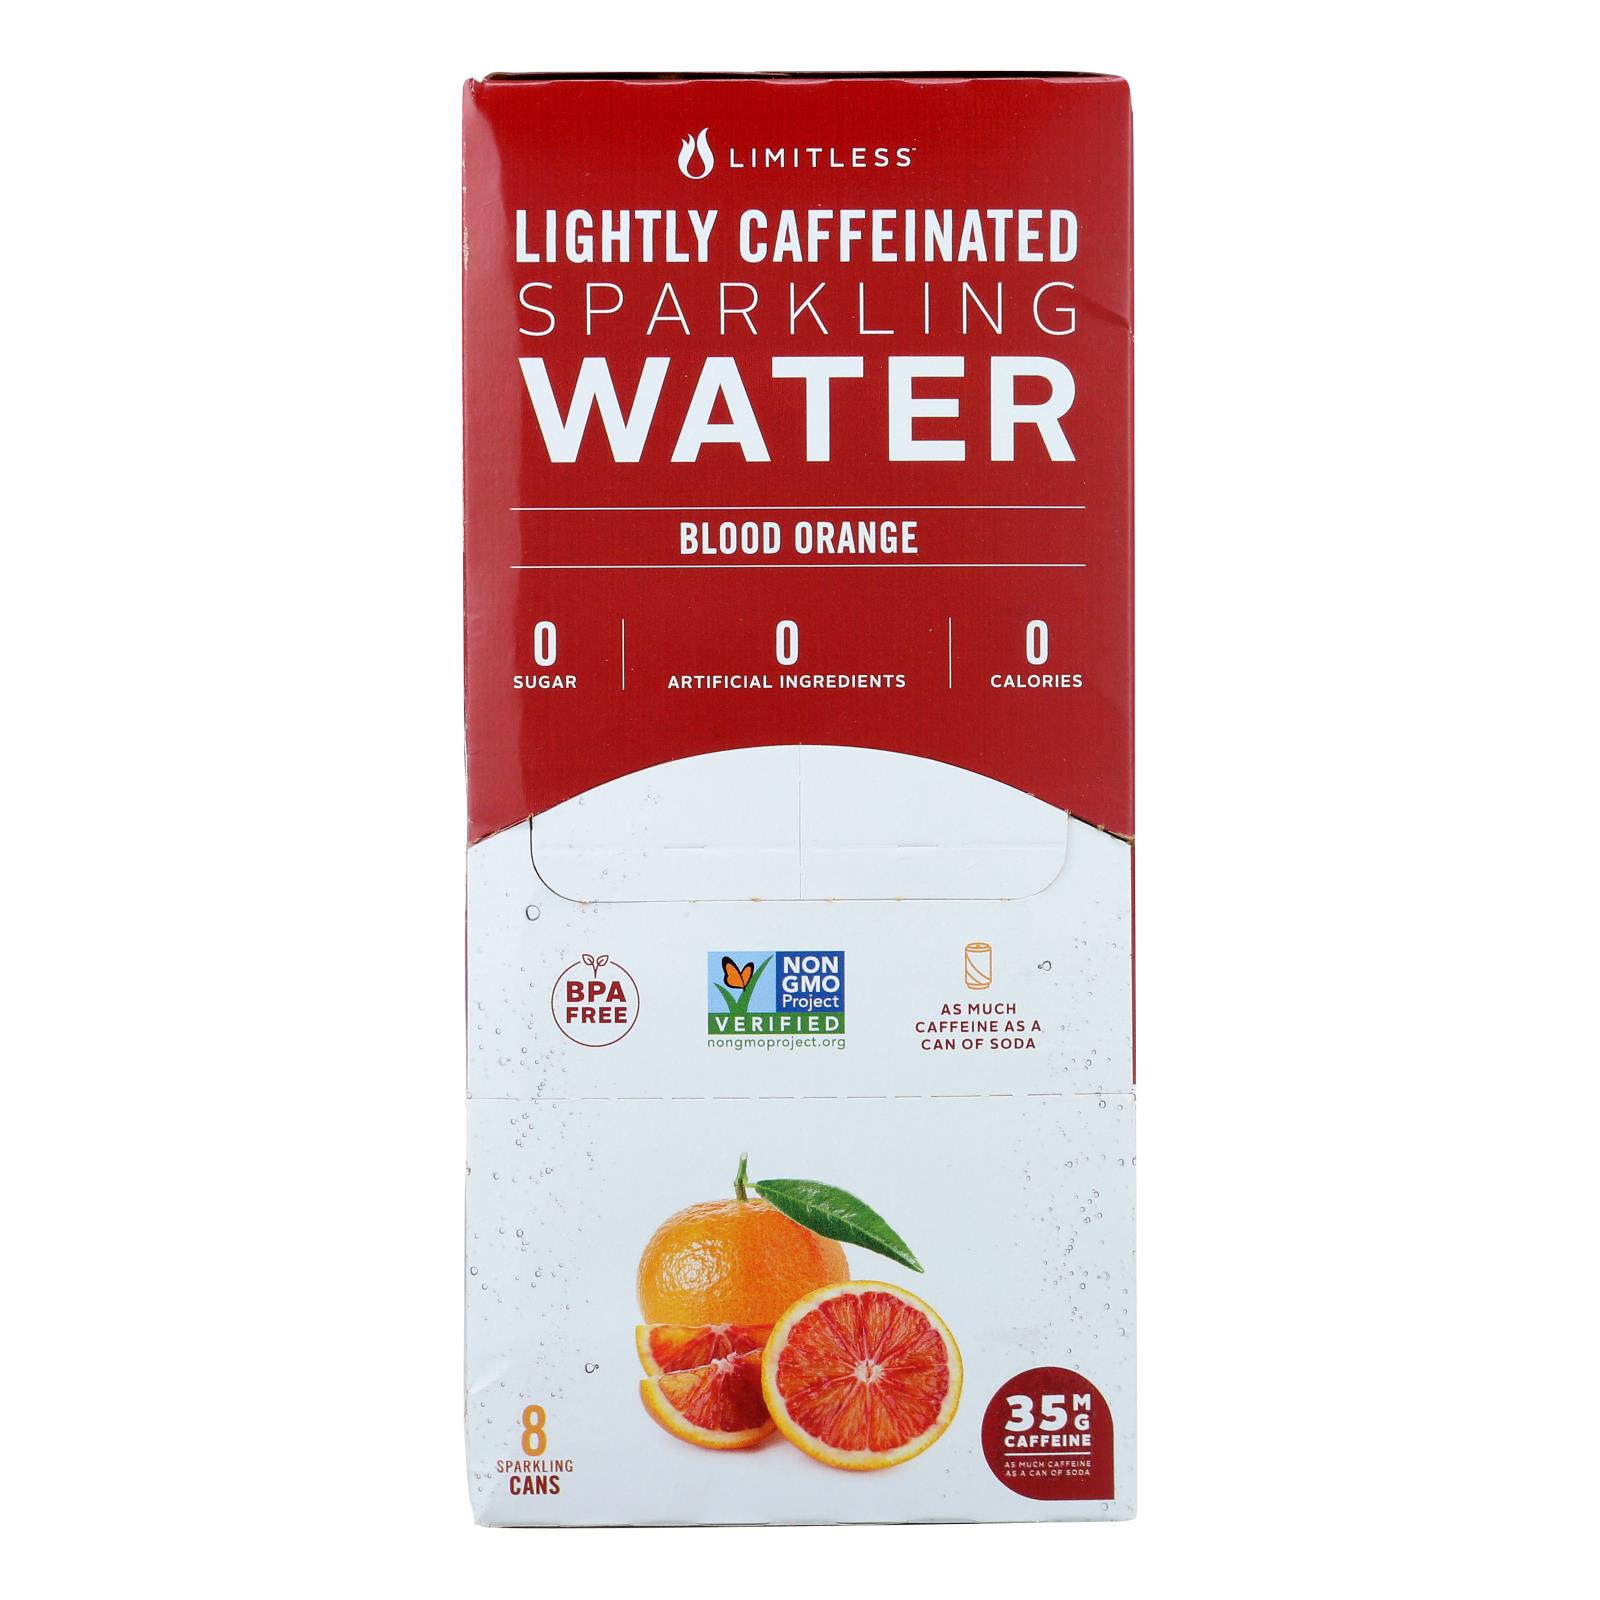 LIMITLESS™
LIGHTLY CAFFEINATED
SPARKLING
WATER
BLOOD ORANGE
0
SUGAR
0
ARTIFICIAL INGREDIENTS
0
CALORIES
BPA
FREE
NON
GMO
Project
VERIFIED
nongmoproject.org
AS MUCH
CAFFEINE AS A
CAN OF SODA
8
SPARKLING
CANS
35MG
CAFFEINE
AS MUCH CAFFEINE
AS A CAN OF SODA